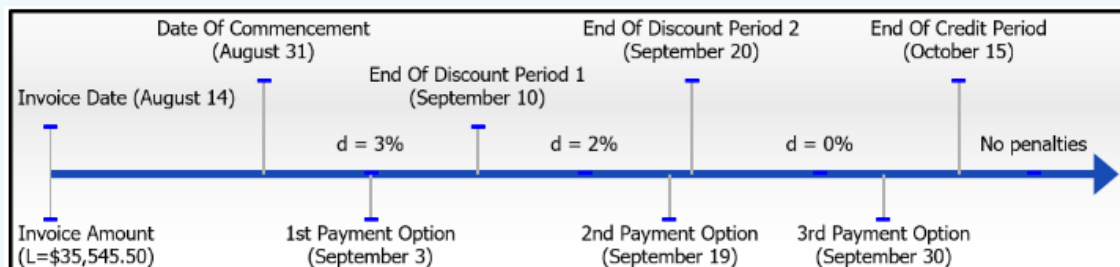 Date Of Commencement
(August 31)
End Of Discount Period 2
(September 20)
End Of Credit Period
(October 15)
Invoice Date (August 14)
End Of Discount Period 1
(September 10)
d = 3%
d = 2%
d = 0%
No penalties
Invoice Amount
(L=$35,545.50)
1st Payment Option
(September 3)
2nd Payment Option
(September 19)
3rd Payment Option
(September 30)